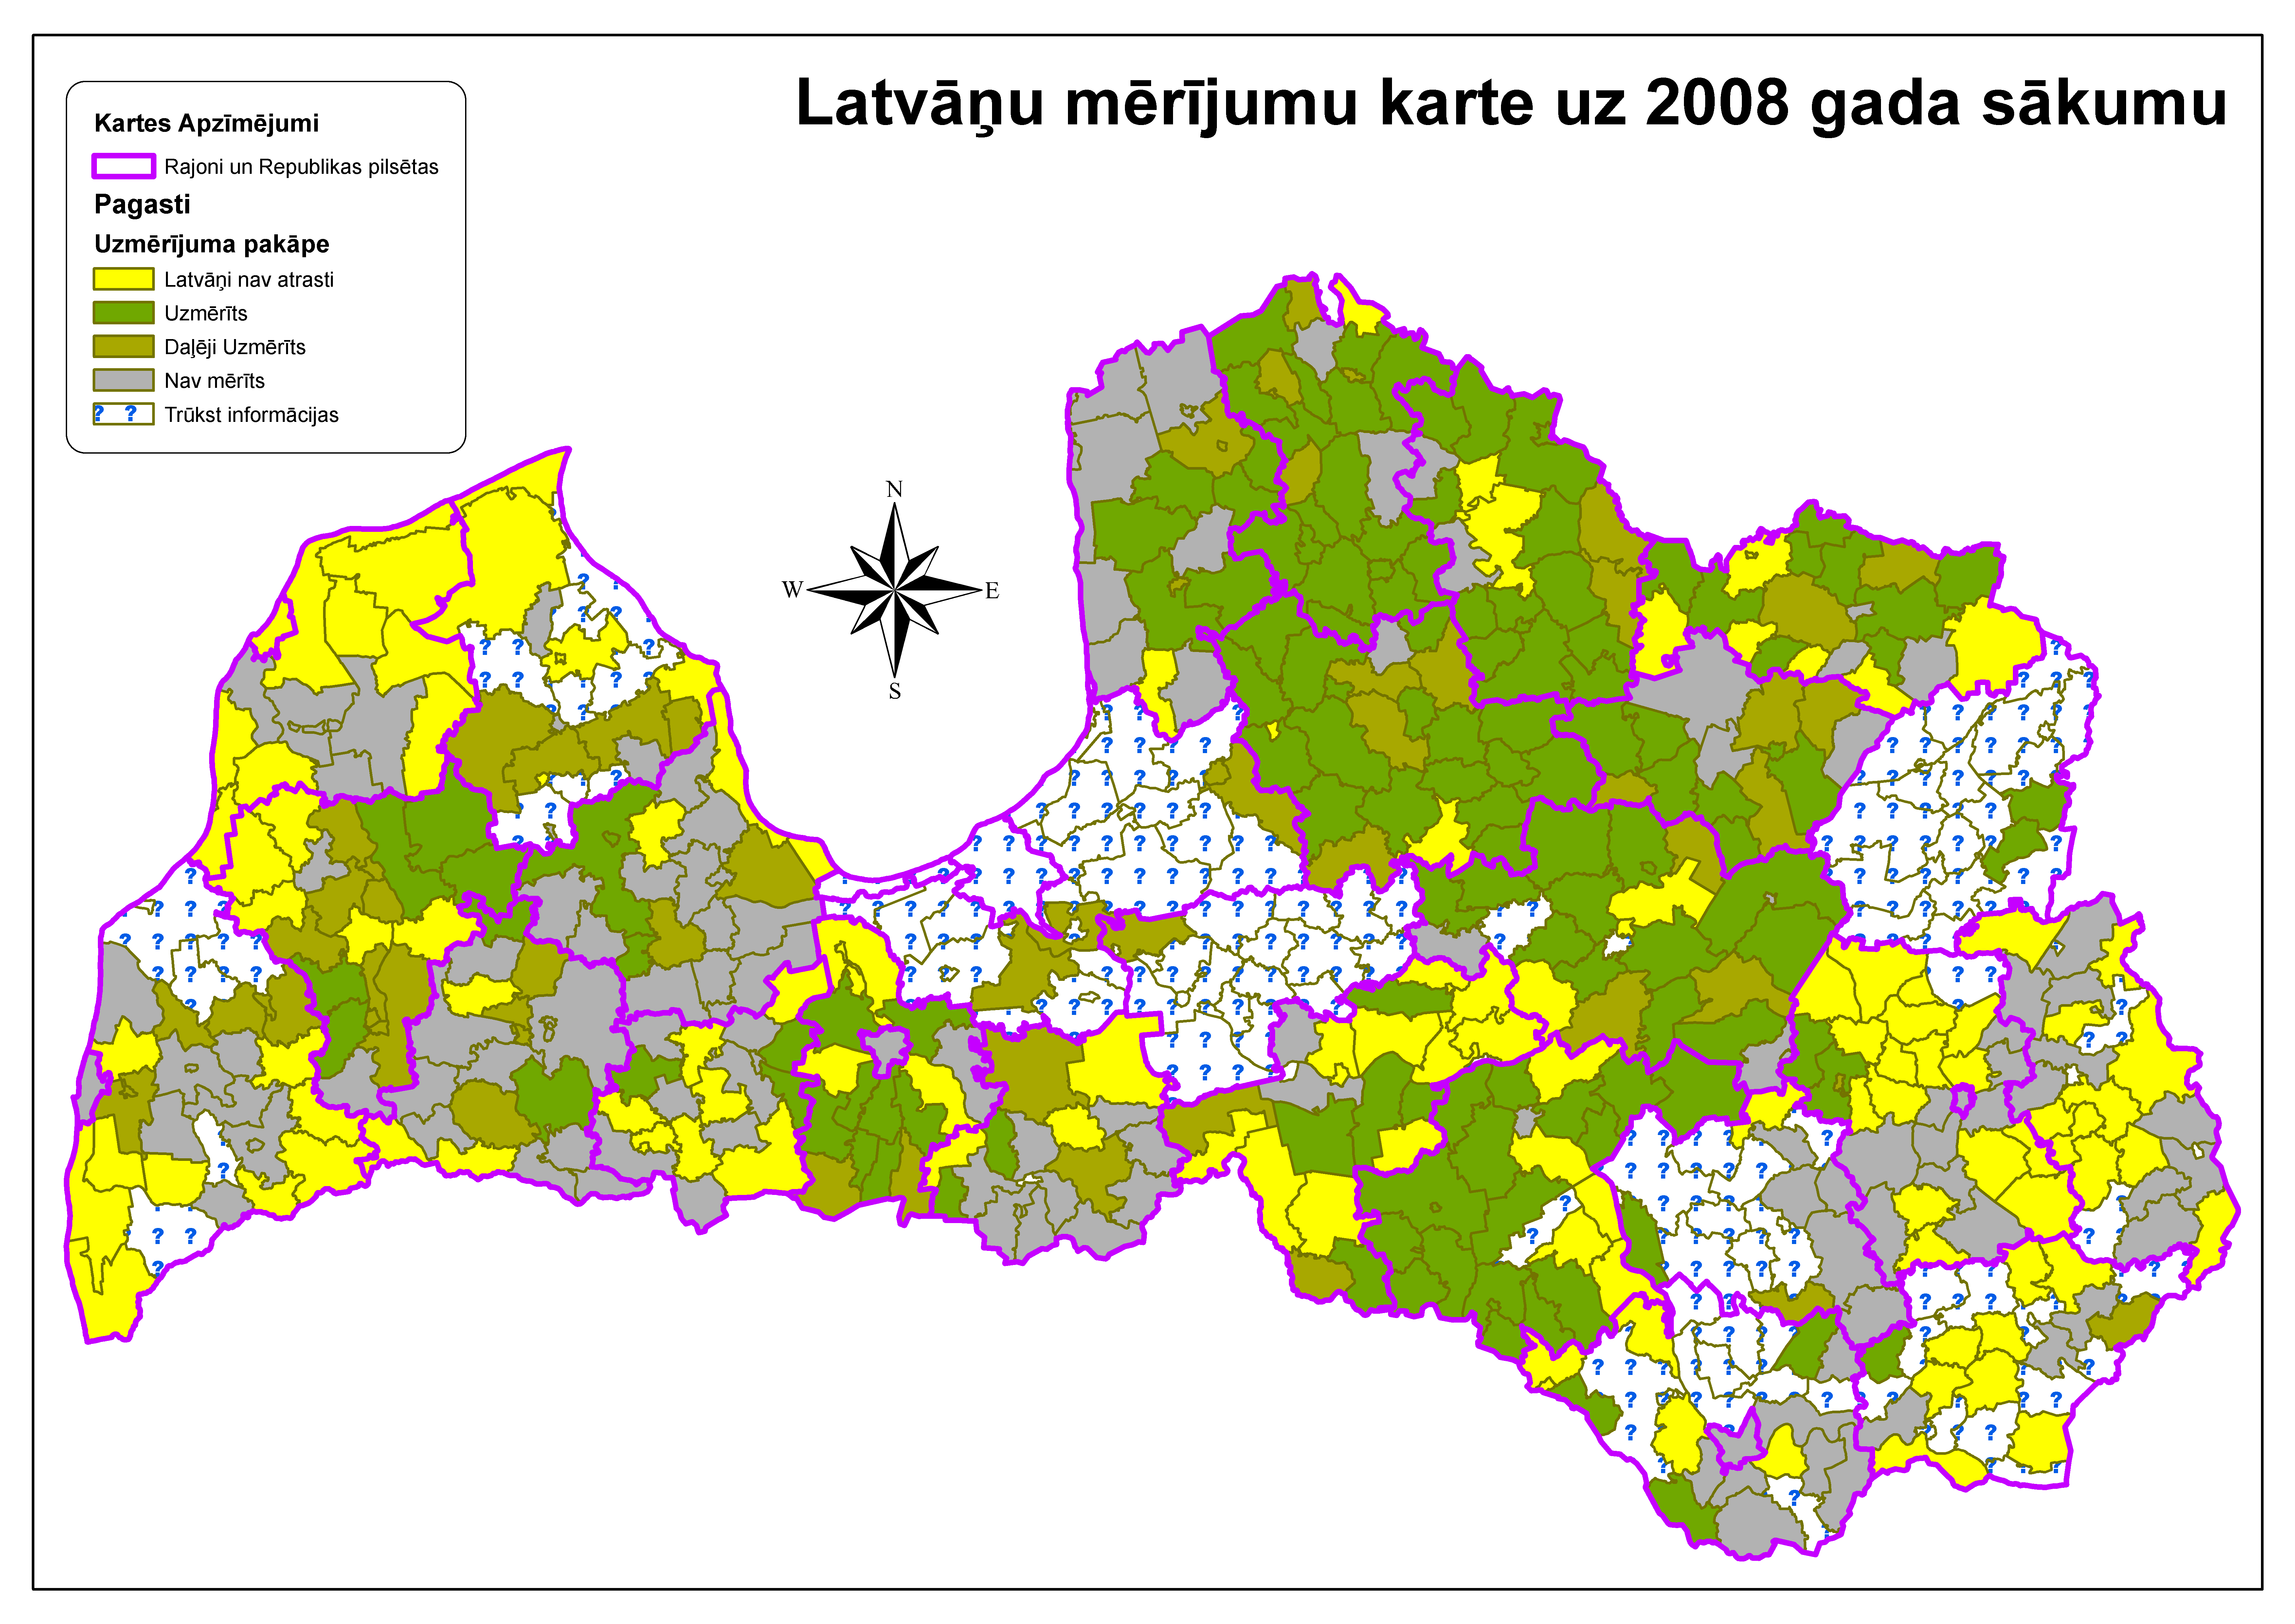 Latvāņu mērījumu karte uz 2008 gada sākumu
Kartes Apzīmējumi
Rajoni un Republikas pilsētas
Pagasti
Uzmērījuma pakāpe
Latvāņi nav atrasti
Uzmērīts
Daļēji Uzmērīts
Nav mērīts
? ? Trūkst informācijas
N
W
E
S